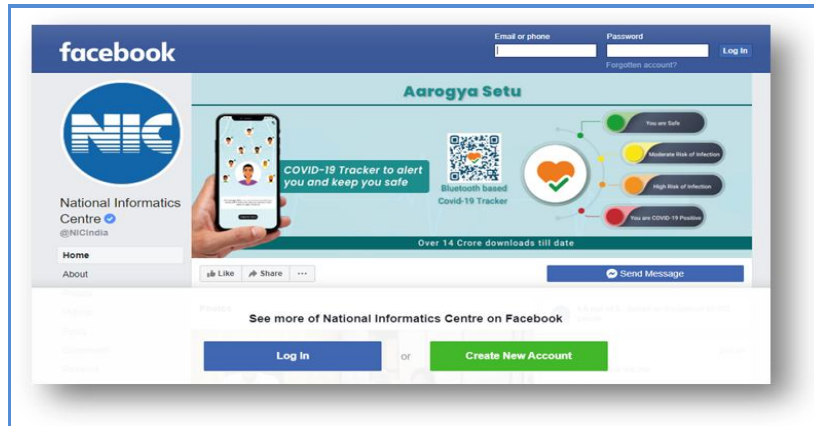 facebook
Email or phone
Password
Log In
Forgotten account?
NIC
National Informatics
Centre
@NICIndia
Home
About
Aarogya Setu
COVID-19 Tracker to alert
you and keep you safe
Bluetooth based
Covid-19 Tracker
You are Safe
Moderate Risk of Infection
High Risk of Infection
You are COVID-19 Positive
Over 14 Crore downloads till date
Like
Share
Send Message
See more of National Informatics Centre on Facebook
Log In
or
Create New Account